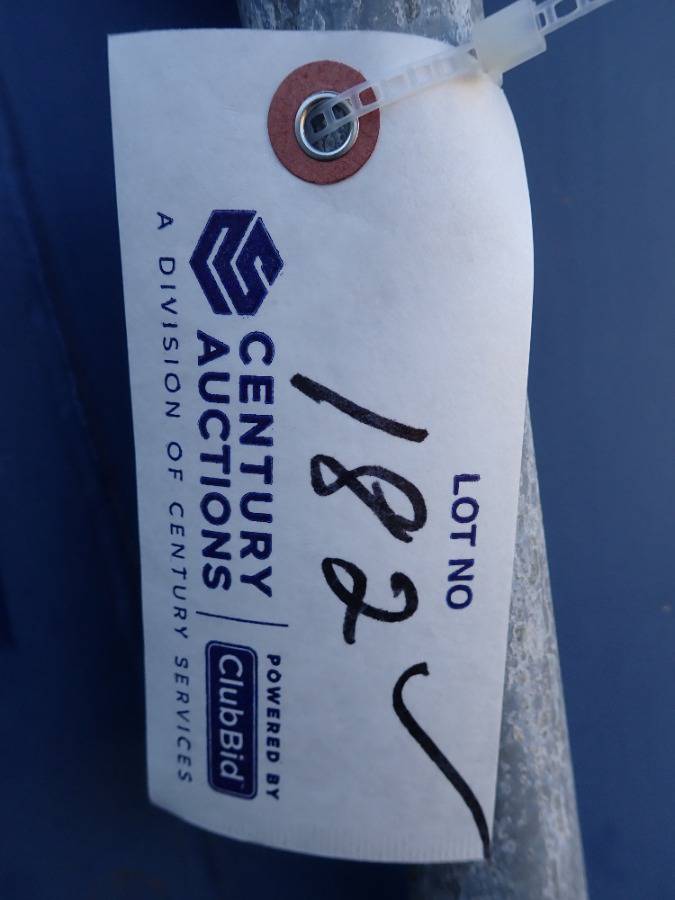 LOT NO
182 ✓
CENTURY
AUCTIONS
POWERED BY
ClubBid
A DIVISION OF CENTURY SERVICES